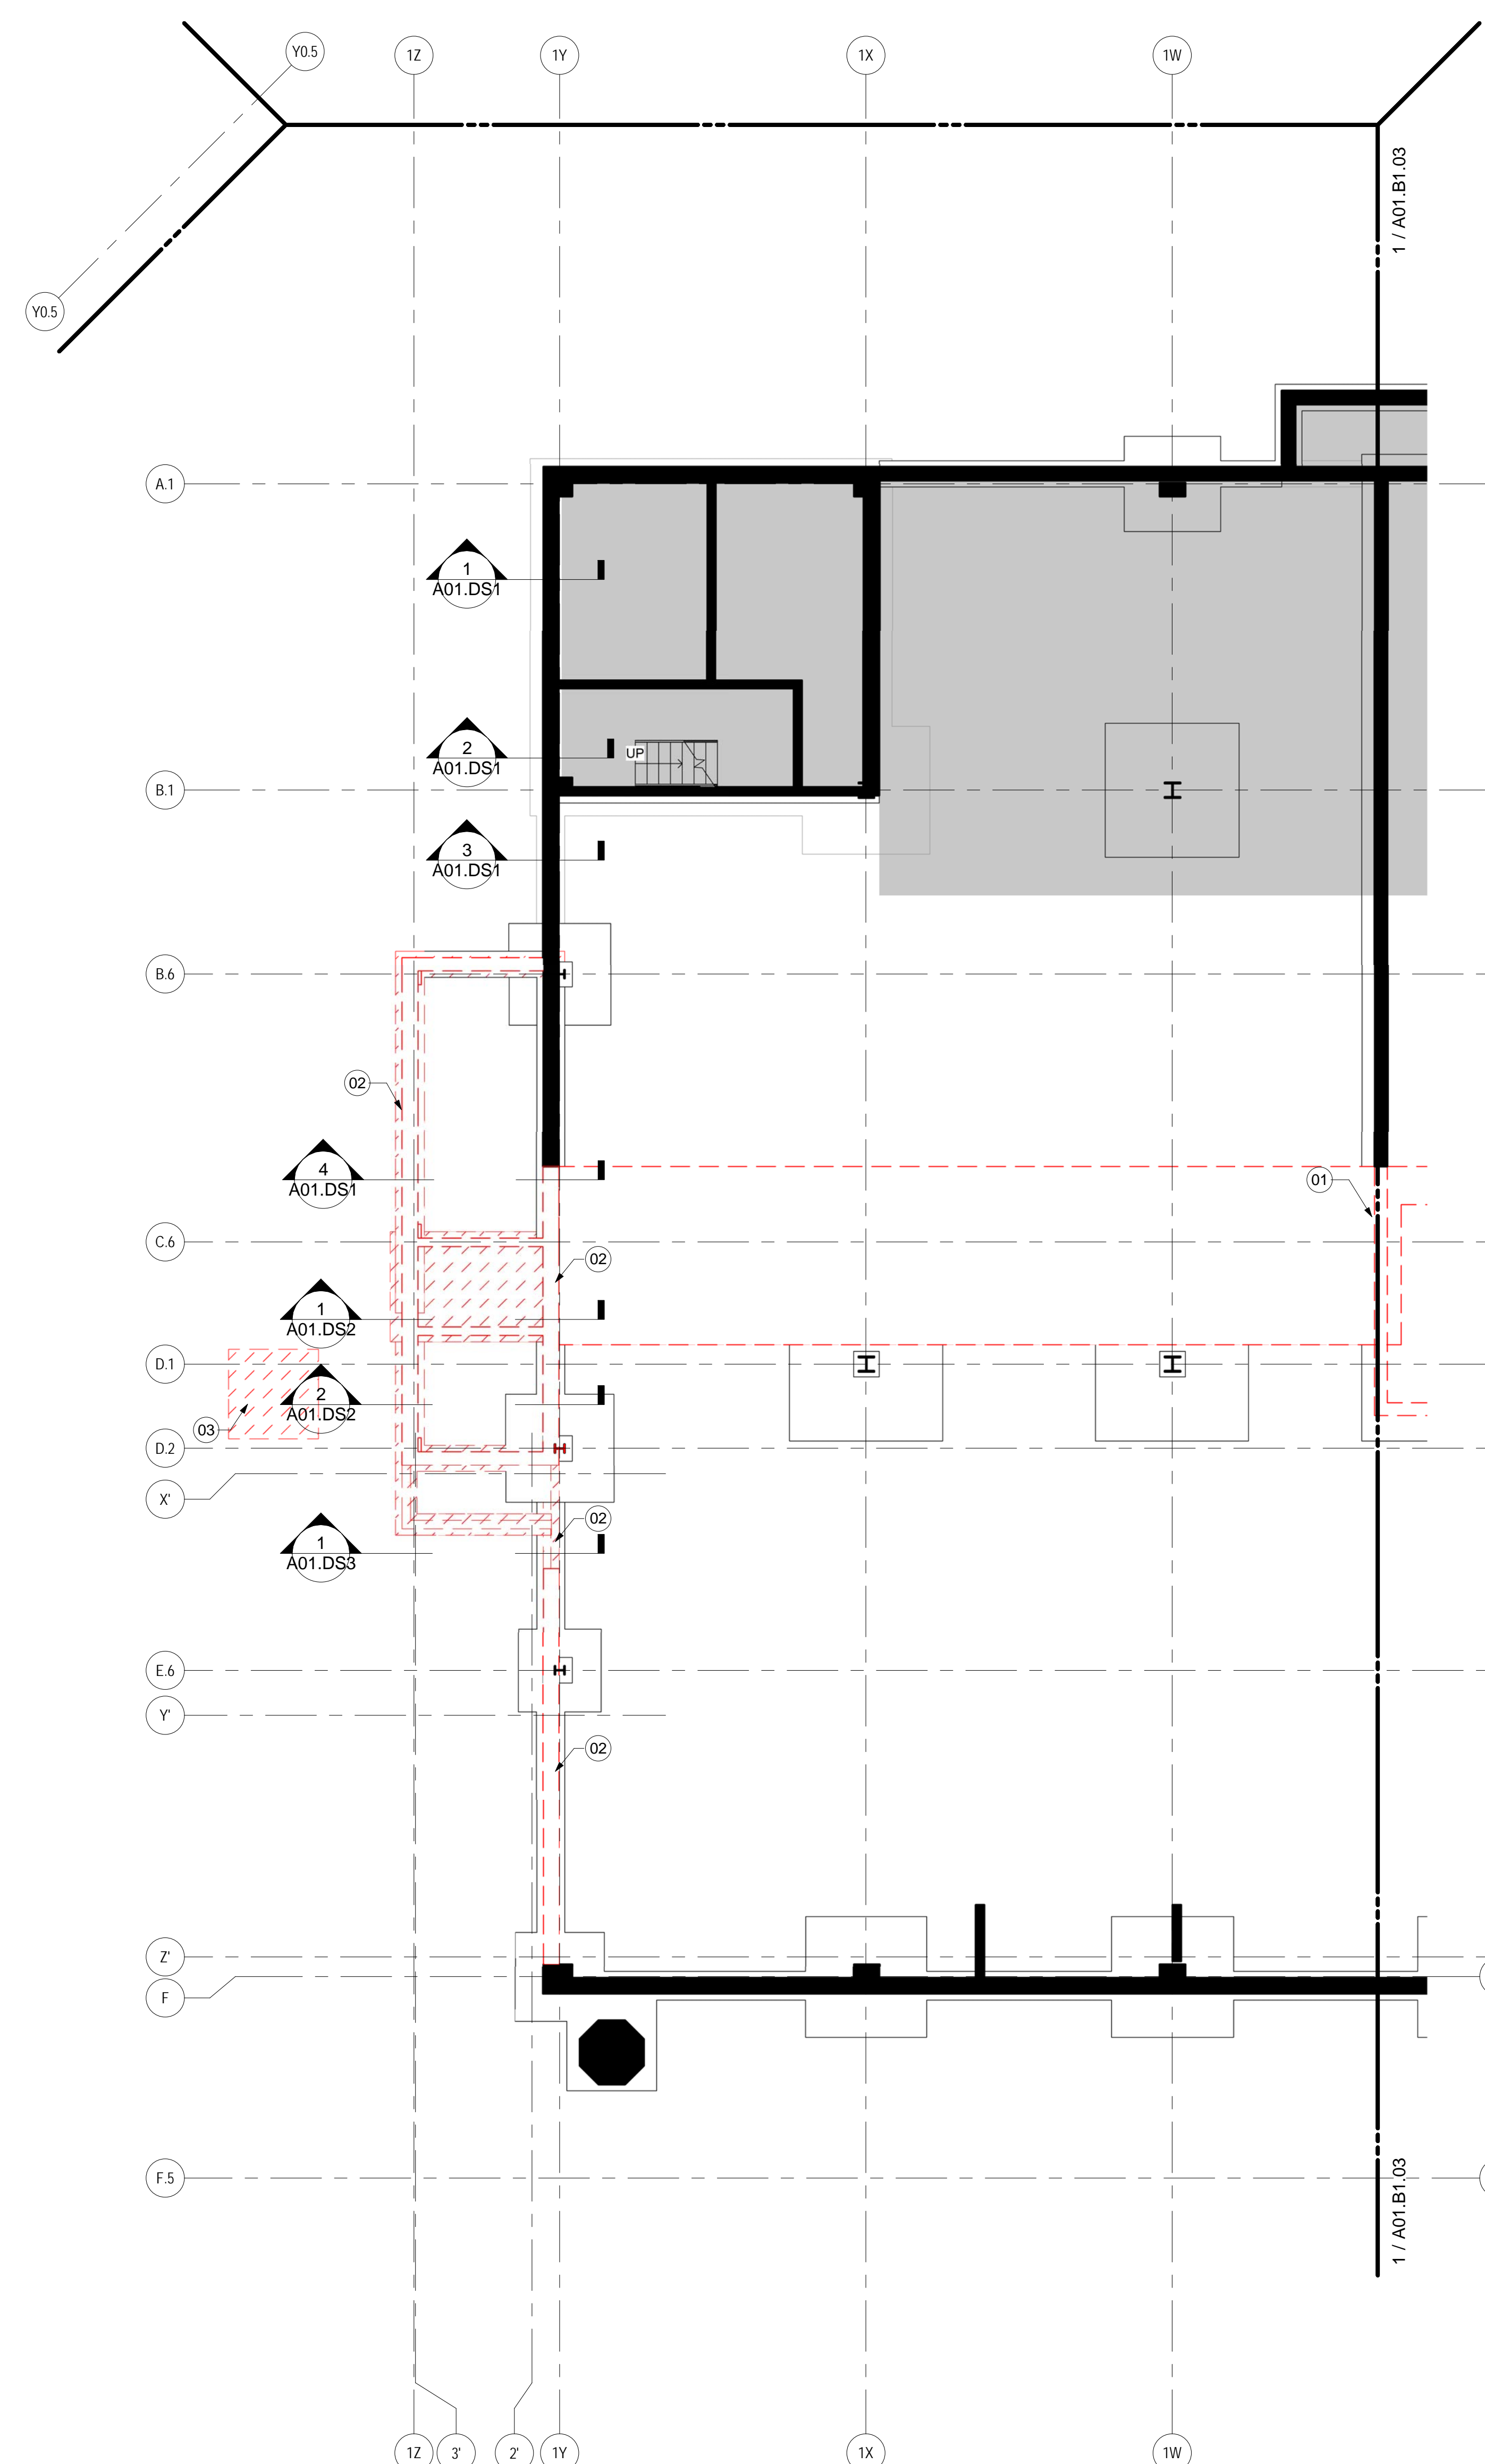 Y0.5
1Z
1Y
1X
1W
1 / A01.B1.03
Y0.5
A.1
1
A01.DS1
2
A01.DS1
UP
B.1
3
A01.DS1
B.6
02
4
A01.DS1
01
C.6
02
1
A01.DS2
D.1
2
A01.DS2
03
D.2
X'
02
1
A01.DS3
E.6
Y'
02
Z'
F
F.5
1 / A01.B1.03
1Z
3'
2'
1Y
1X
1W